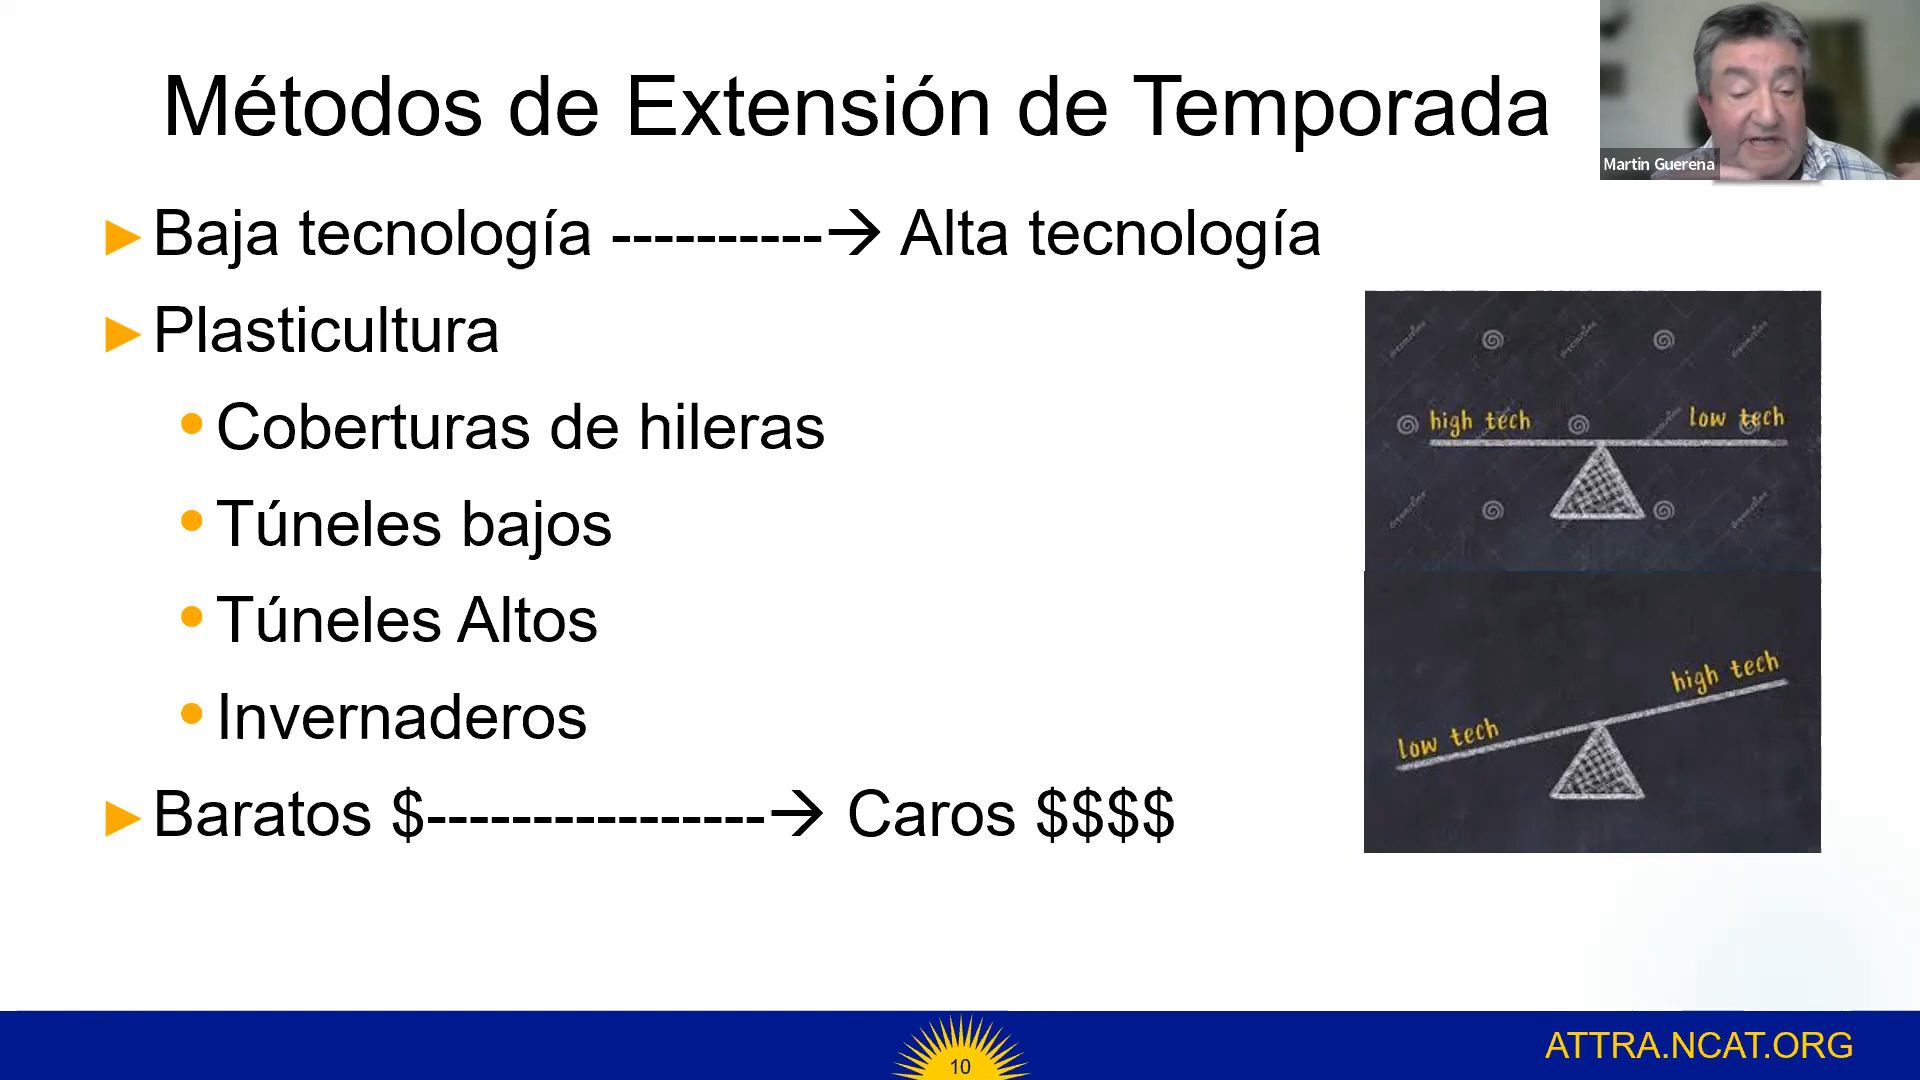 Métodos de Extensión de Temporada
Martin Guerena
►Baja tecnología ----------→ Alta tecnología
►Plasticultura
•Coberturas de hileras
•Túneles bajos
•Túneles Altos
•Invernaderos
►Baratos $----------------→ Caros $$$$
high tech
low tech
high tech
low tech
10
ATTRA.NCAT.ORG